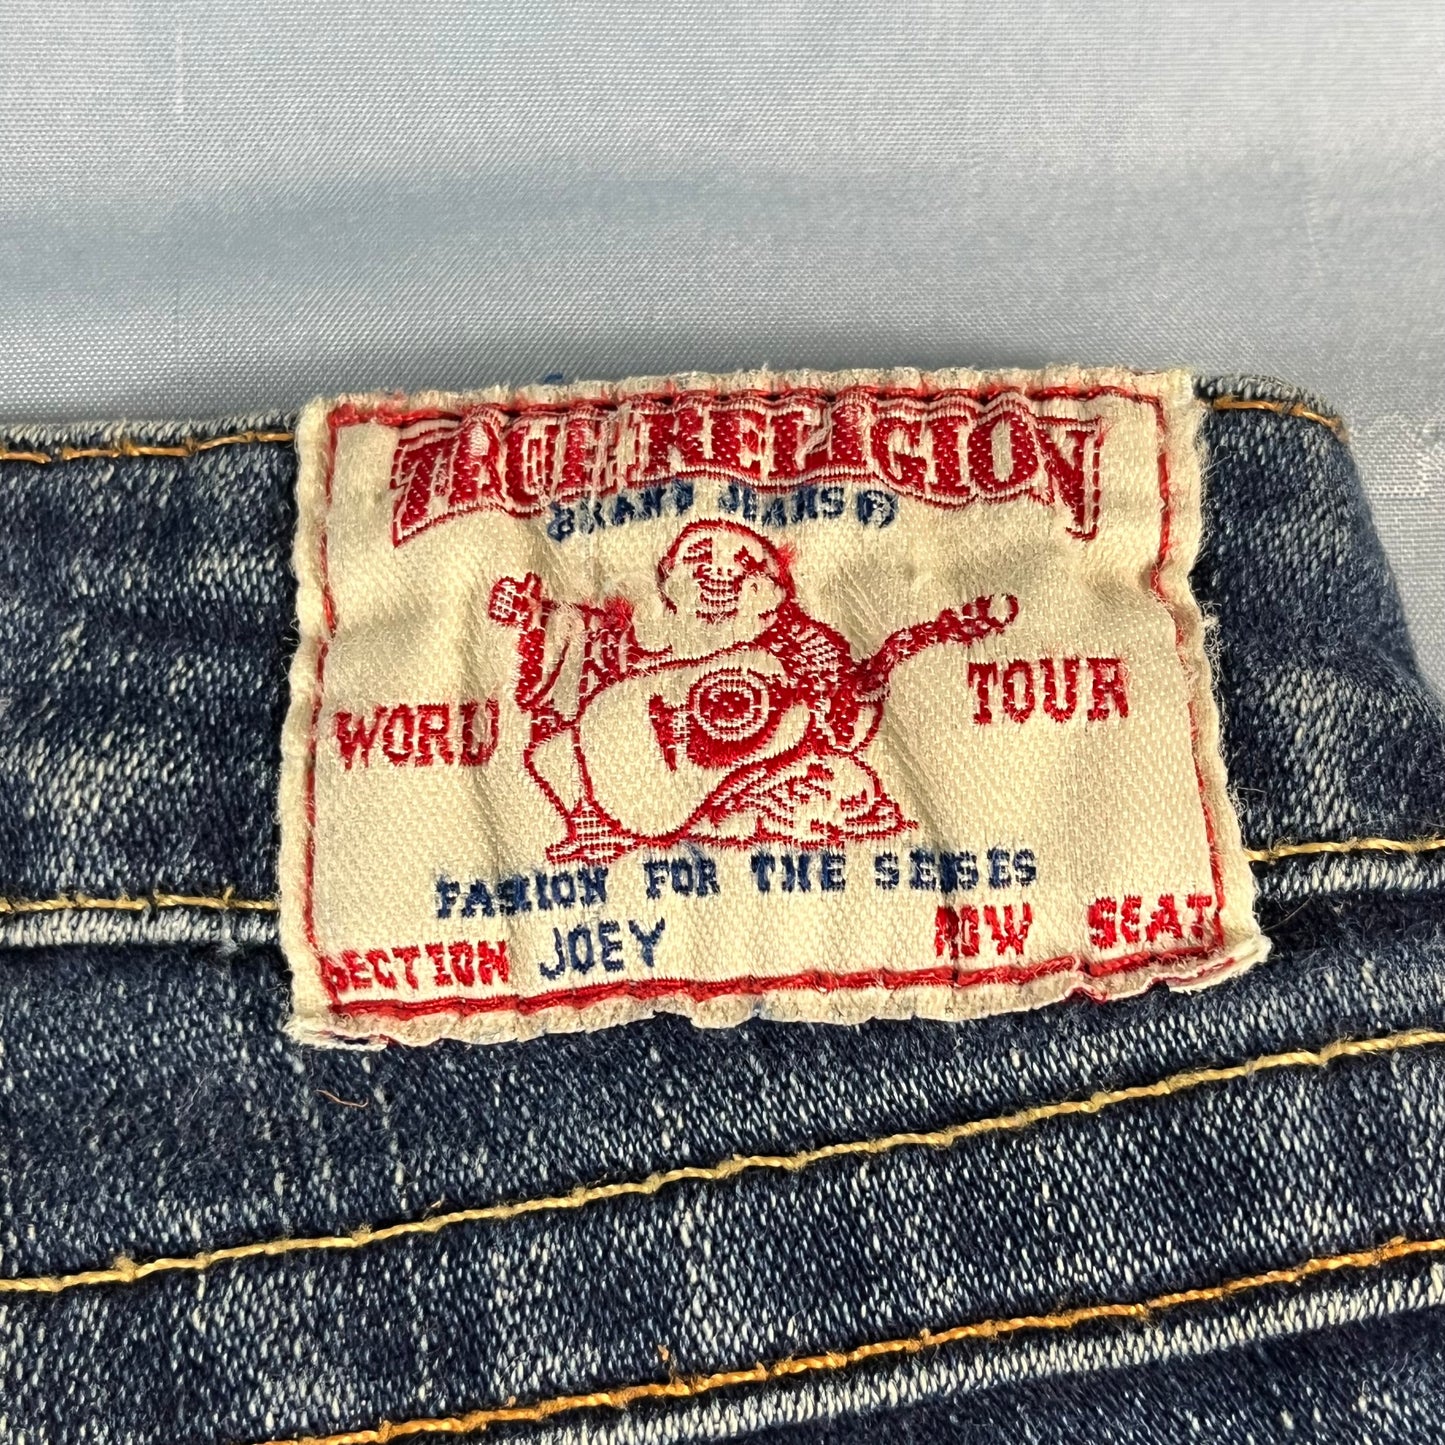 TRUE RELIGION
BRAND JEANS®
WORLD TOUR
FASHION FOR THE SENSES
SECTION JOEY ROW SEAT